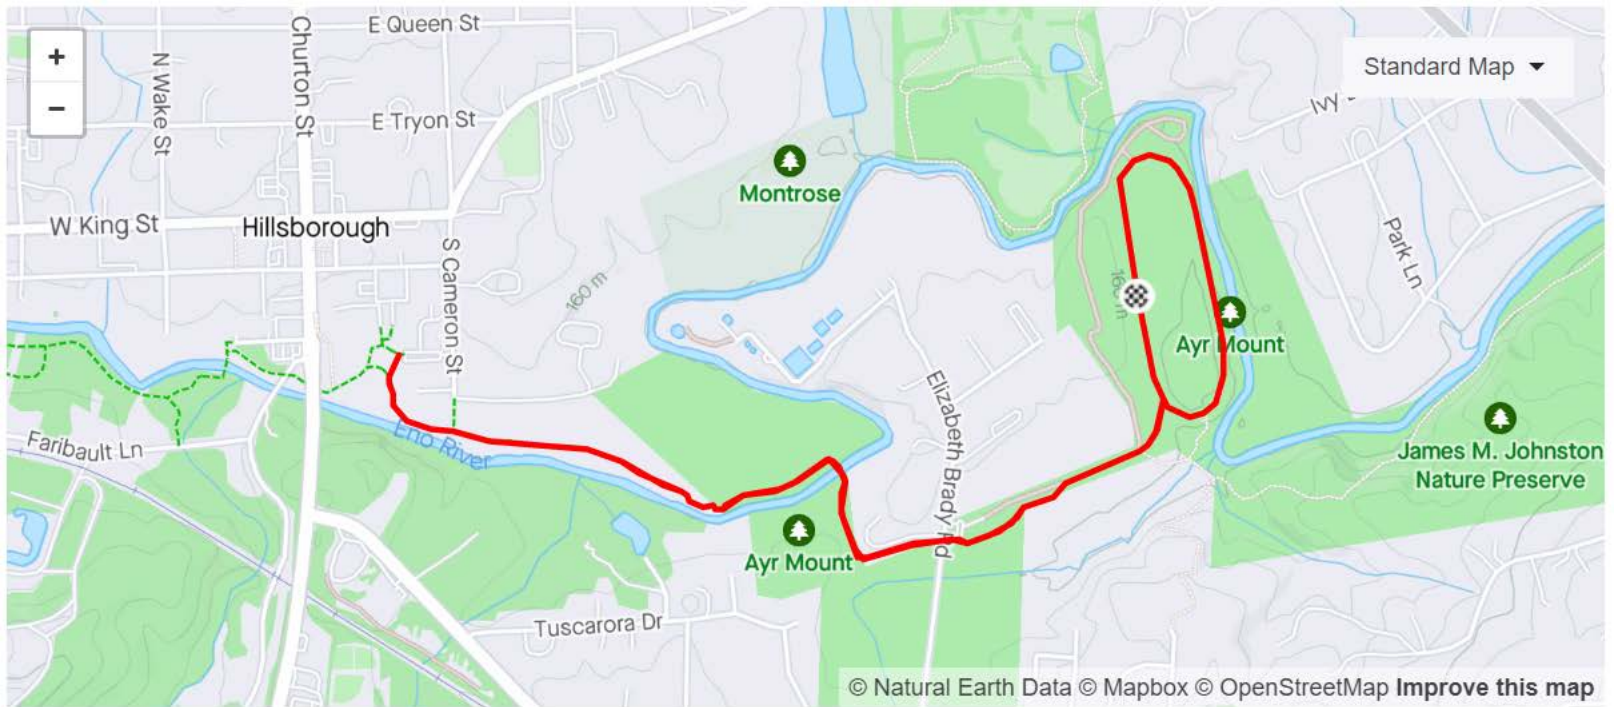 E Queen St
+
Churton St
N Wake St
Standard Map
−
E Tryon St
Ivy
Montrose
W King St
Hillsborough
Park Ln
S Cameron St
160 m
160 m
Ayr Mount
Elizabeth Brady Rd
Eno River
Faribault Ln
James M. Johnston
Nature Preserve
Ayr Mount
Tuscarora Dr
© Natural Earth Data © Mapbox © OpenStreetMap Improve this map